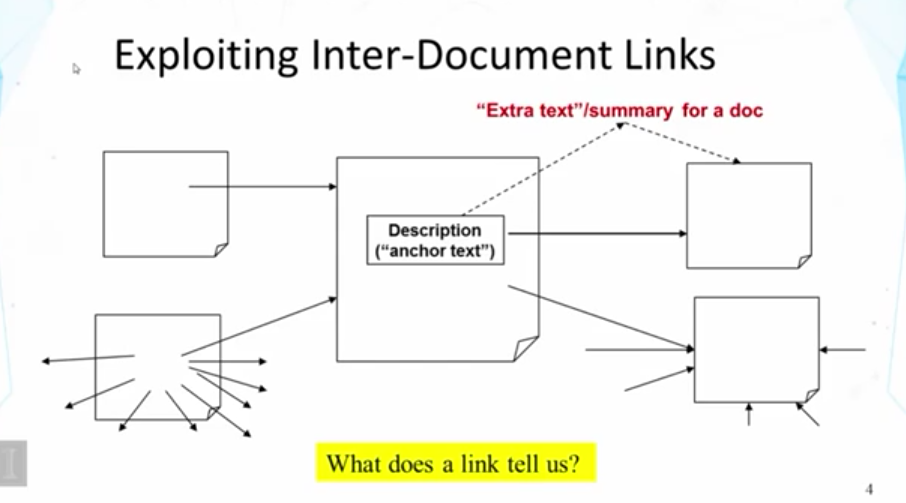 Exploiting Inter-Document Links
“Extra text”/summary for a doc
Description
(“anchor text”)
What does a link tell us?
I
4